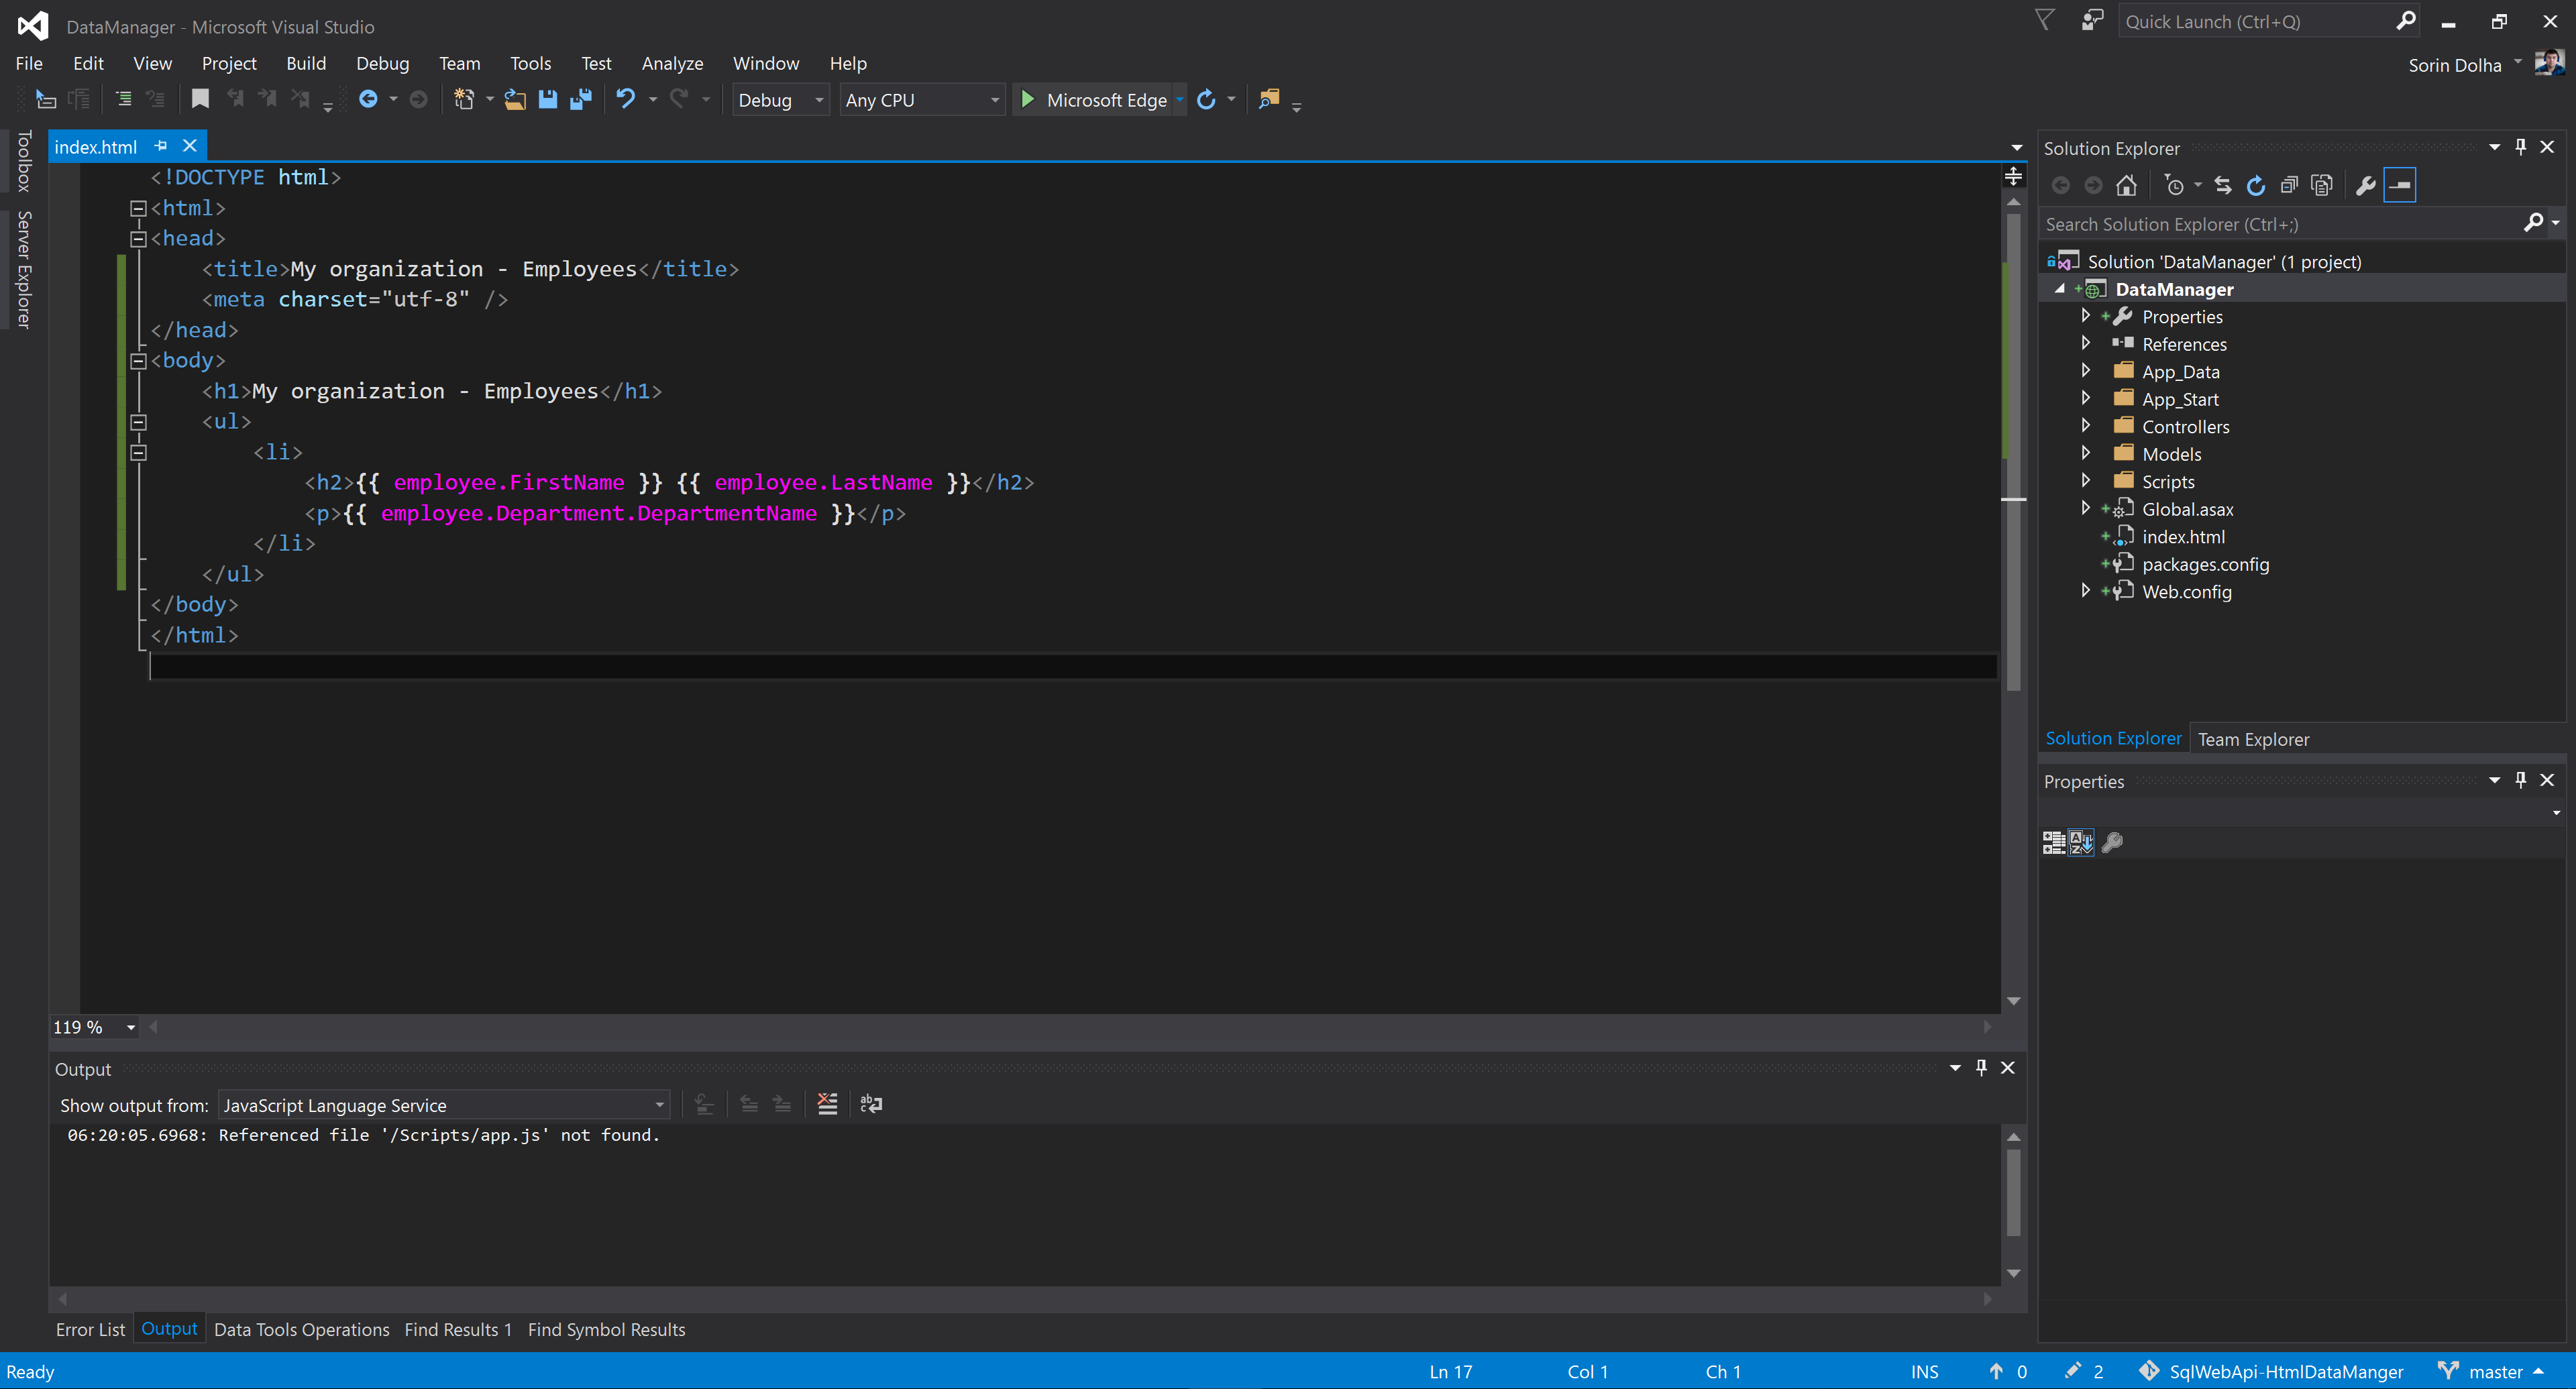 DataManager - Microsoft Visual Studio
Quick Launch (Ctrl+Q)
File Edit View Project Build Debug Team Tools Test Analyze Window Help
Sorin Dolha
Debug Any CPU Microsoft Edge
Toolbox
Server Explorer
index.html
<!DOCTYPE html>
<html>
<head>
    <title>My organization - Employees</title>
    <meta charset="utf-8" />
</head>
<body>
    <h1>My organization - Employees</h1>
    <ul>
        <li>
            <h2>{{ employee.FirstName }} {{ employee.LastName }}</h2>
            <p>{{ employee.Department.DepartmentName }}</p>
        </li>
    </ul>
</body>
</html>
119 %
Output
Show output from: JavaScript Language Service
06:20:05.6968: Referenced file '/Scripts/app.js' not found.
Error List Output Data Tools Operations Find Results 1 Find Symbol Results
Solution Explorer
Search Solution Explorer (Ctrl+;)
Solution 'DataManager' (1 project)
DataManager
Properties
References
App_Data
App_Start
Controllers
Models
Scripts
Global.asax
index.html
packages.config
Web.config
Solution Explorer Team Explorer
Properties
Ready Ln 17 Col 1 Ch 1 INS 0 2 SqlWebApi-HtmlDataManger master